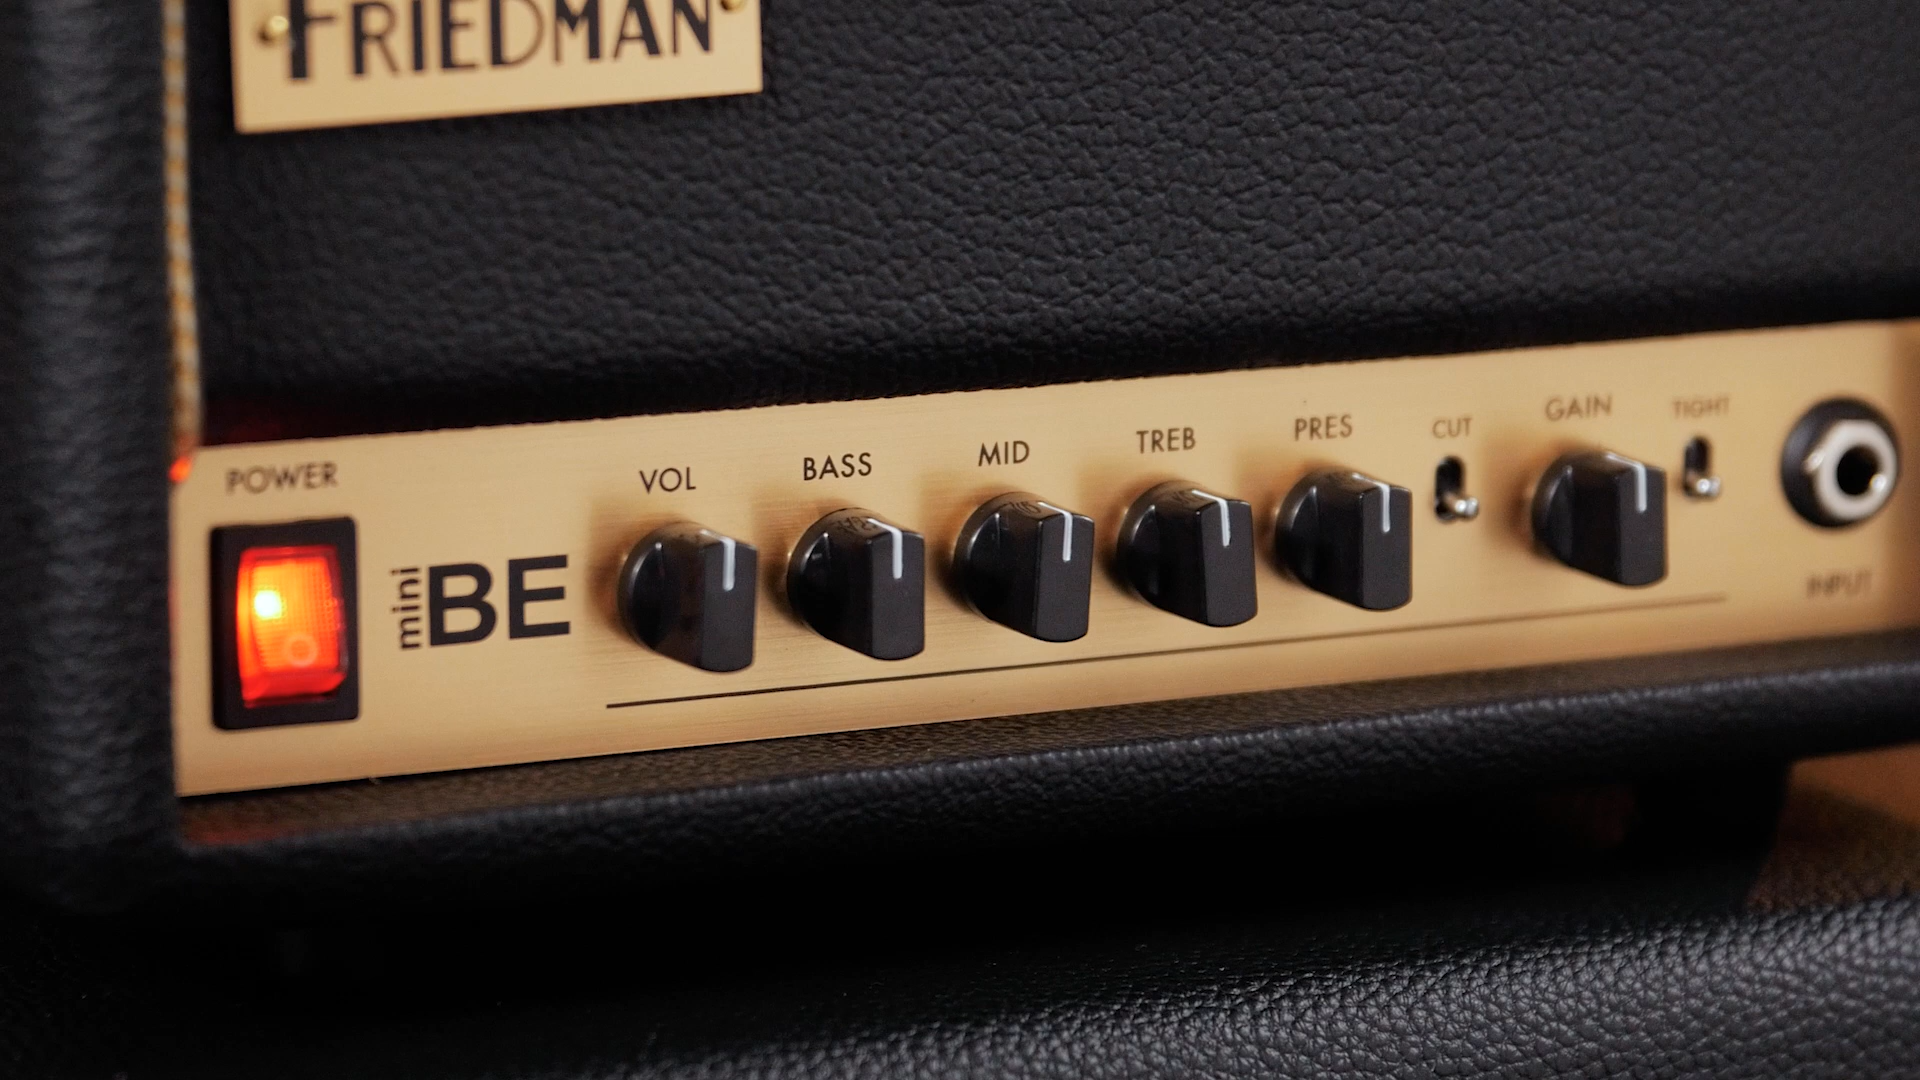 FRIEDMAN
POWER
mini BE
VOL
BASS
MID
TREB
PRES
CUT
GAIN
TIGHT
INPUT